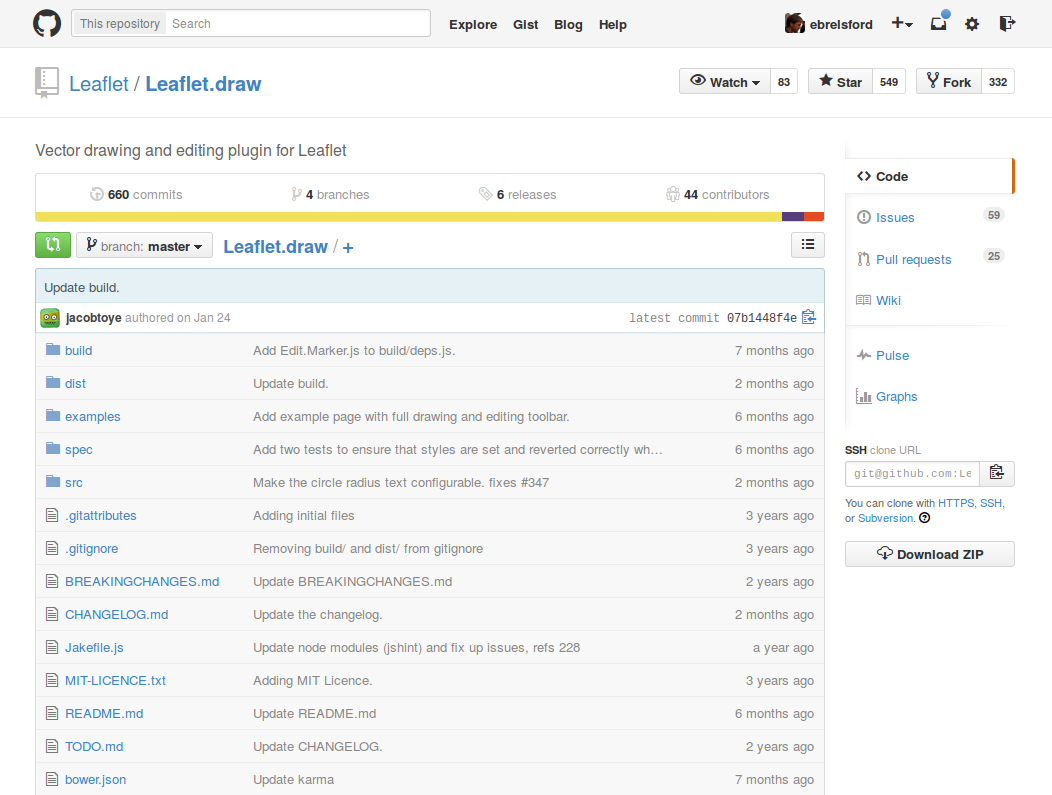 This repository Search Explore Gist Blog Help ebrelsford
Leaflet / Leaflet.draw Watch 83 Star 549 Fork 332
Vector drawing and editing plugin for Leaflet
660 commits 4 branches 6 releases 44 contributors
branch: master Leaflet.draw / +
Update build.
jacobtoye authored on Jan 24 latest commit 07b1448f4e
build Add Edit.Marker.js to build/deps.js. 7 months ago
dist Update build. 2 months ago
examples Add example page with full drawing and editing toolbar. 6 months ago
spec Add two tests to ensure that styles are set and reverted correctly wh… 6 months ago
src Make the circle radius text configurable. fixes #347 2 months ago
.gitattributes Adding initial files 3 years ago
.gitignore Removing build/ and dist/ from gitignore 3 years ago
BREAKINGCHANGES.md Update BREAKINGCHANGES.md 2 years ago
CHANGELOG.md Update the changelog. 2 months ago
Jakefile.js Update node modules (jshint) and fix up issues, refs 228 a year ago
MIT-LICENCE.txt Adding MIT Licence. 3 years ago
README.md Update README.md 6 months ago
TODO.md Update CHANGELOG. 2 years ago
bower.json Update karma 7 months ago
Code
Issues 59
Pull requests 25
Wiki
Pulse
Graphs
SSH clone URL
git@github.com:Le
You can clone with HTTPS, SSH,
or Subversion.
Download ZIP